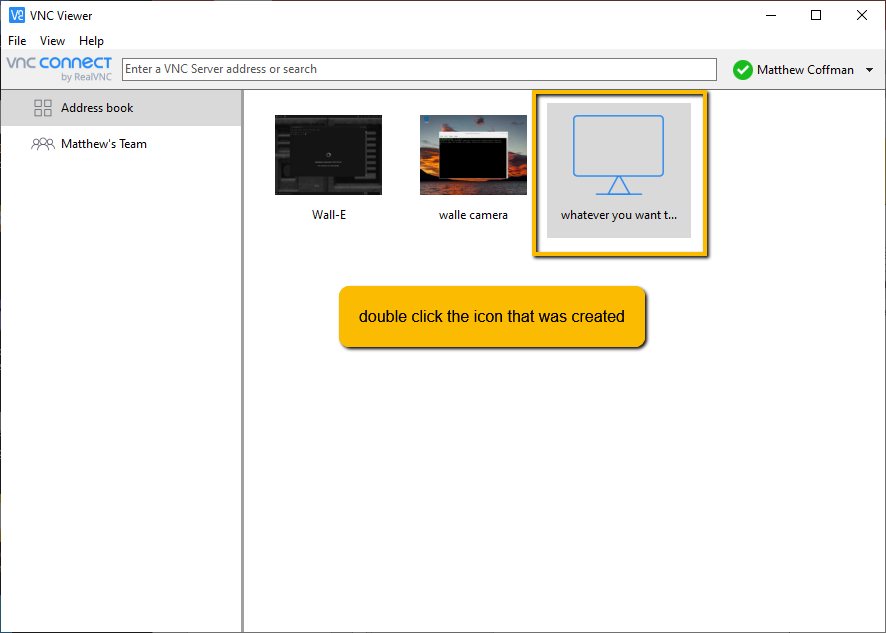 VNC Viewer
File View Help
vnc connect
by RealVNC
Enter a VNC Server address or search
Matthew Coffman
Address book
Matthew's Team
Wall-E
walle camera
whatever you want t...
double click the icon that was created